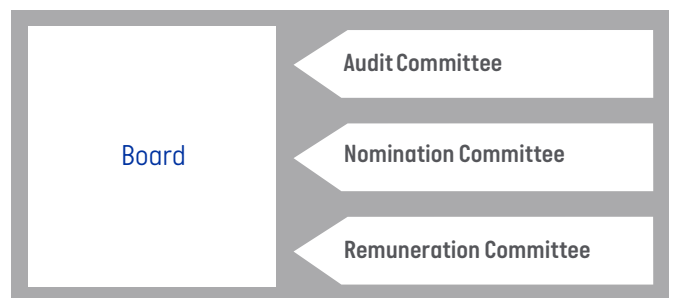 Board
Audit Committee
Nomination Committee
Remuneration Committee